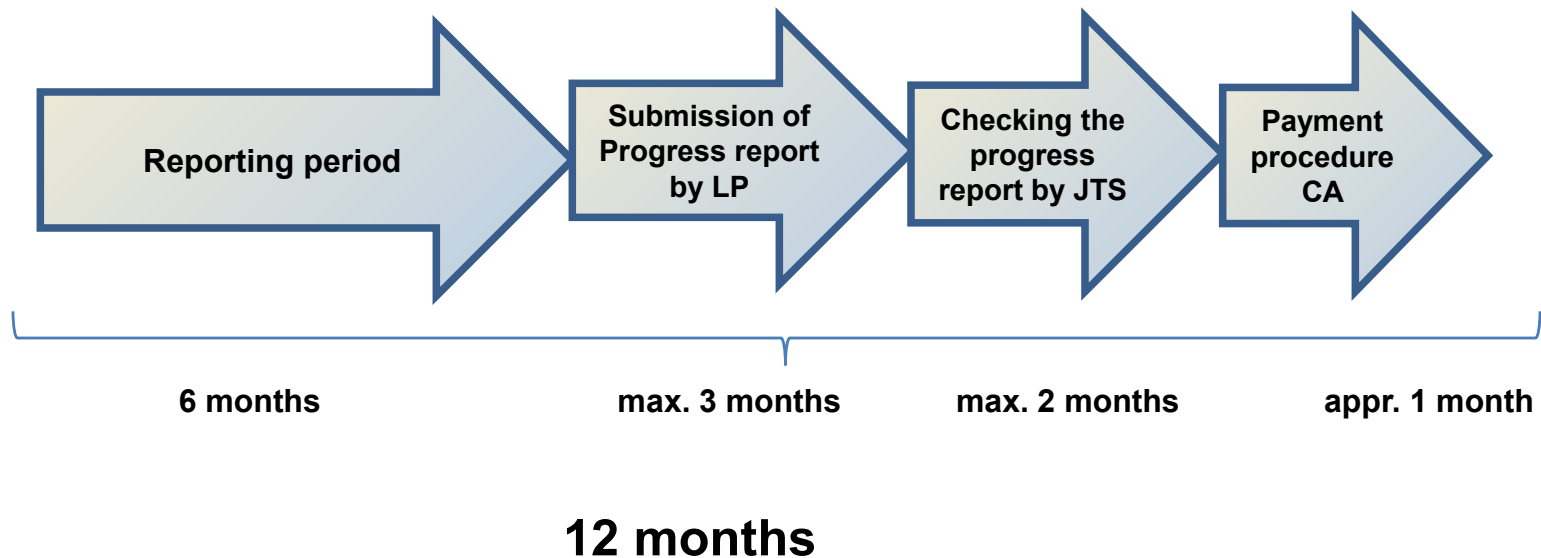 Reporting period
Submission of
Progress report
by LP
Checking the
progress
report by JTS
Payment
procedure
CA
6 months
max. 3 months
max. 2 months
appr. 1 month
12 months